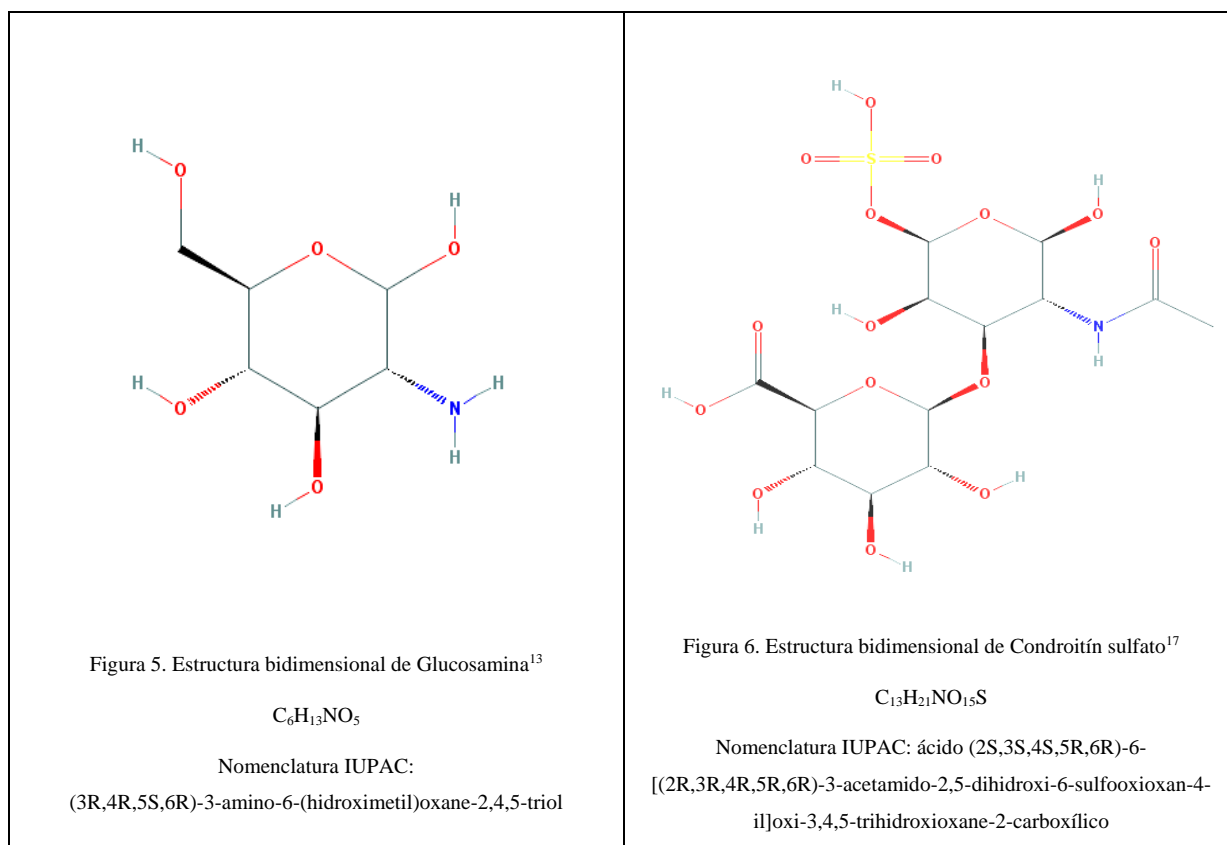 H
O
H
O
O
H
O
H
N
H
H
O
H
H
O
O
S
O
O
O
H
O
H
O
O
N
H
O
H
O
O
O
H
O
O
H
O
H
O
H
Figura 5. Estructura bidimensional de Glucosamina¹³
C₆H₁₃NO₅
Nomenclatura IUPAC:
(3R,4R,5S,6R)-3-amino-6-(hidroximetil)oxane-2,4,5-triol
Figura 6. Estructura bidimensional de Condroitín sulfato¹⁷
C₁₃H₂₁NO₁₅S
Nomenclatura IUPAC: ácido (2S,3S,4S,5R,6R)-6-
[(2R,3R,4R,5R,6R)-3-acetamido-2,5-dihidroxi-6-sulfooxioxan-4-
il]oxi-3,4,5-trihidroxioxane-2-carboxílico